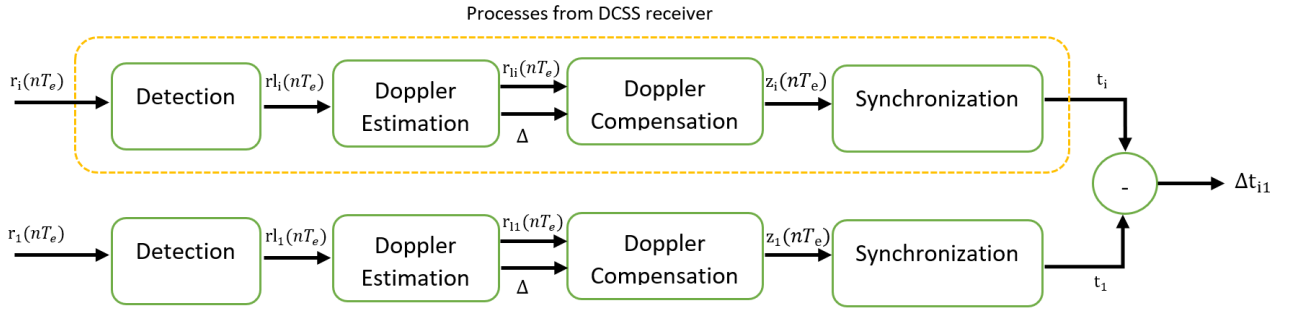 Processes from DCSS receiver
rᵢ(nTₑ)
Detection
rlᵢ(nTₑ)
Doppler
Estimation
r₁ᵢ(nTₑ)
Δ
Doppler
Compensation
zᵢ(nTₑ)
Synchronization
tᵢ
-
Δtᵢ₁
r₁(nTₑ)
Detection
rl₁(nTₑ)
Doppler
Estimation
rₗ₁(nTₑ)
Δ
Doppler
Compensation
z₁(nTₑ)
Synchronization
t₁